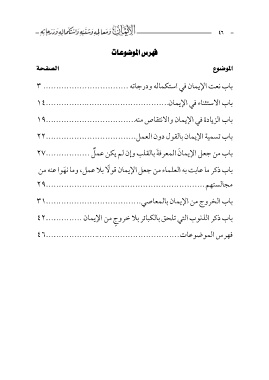 ٤٦
الإيمان ومعالمه وسننه واستكماله ودرجاته
فهرس الموضوعات
الموضوع الصفحة
باب نعت الإيمان في استكماله ودرجاته ................................ ٣
باب الاستثناء في الإيمان................................................ ١٤
باب الزيادة في الإيمان والانتقاص منه................................ ١٩
باب تسمية الإيمان بالقول دون العمل................................ ٢٢
باب من جعل الإيمانَ المعرفةَ بالقلب وإن لم يكن عملٌ ................. ٢٧
باب ذكر ما عابت به العلماء من جعل الإيمان قولًا بلا عمل، وما نهَوا عنه من
مجالستهم................................................................ ٢٩
باب الخروج من الإيمان بالمعاصي.................................... ٣١
باب ذكر الذنوب التي تلحق بالكبائر بلا خروجٍ من الإيمان .............. ٤٢
فهرس الموضوعات.................................................... ٤٦